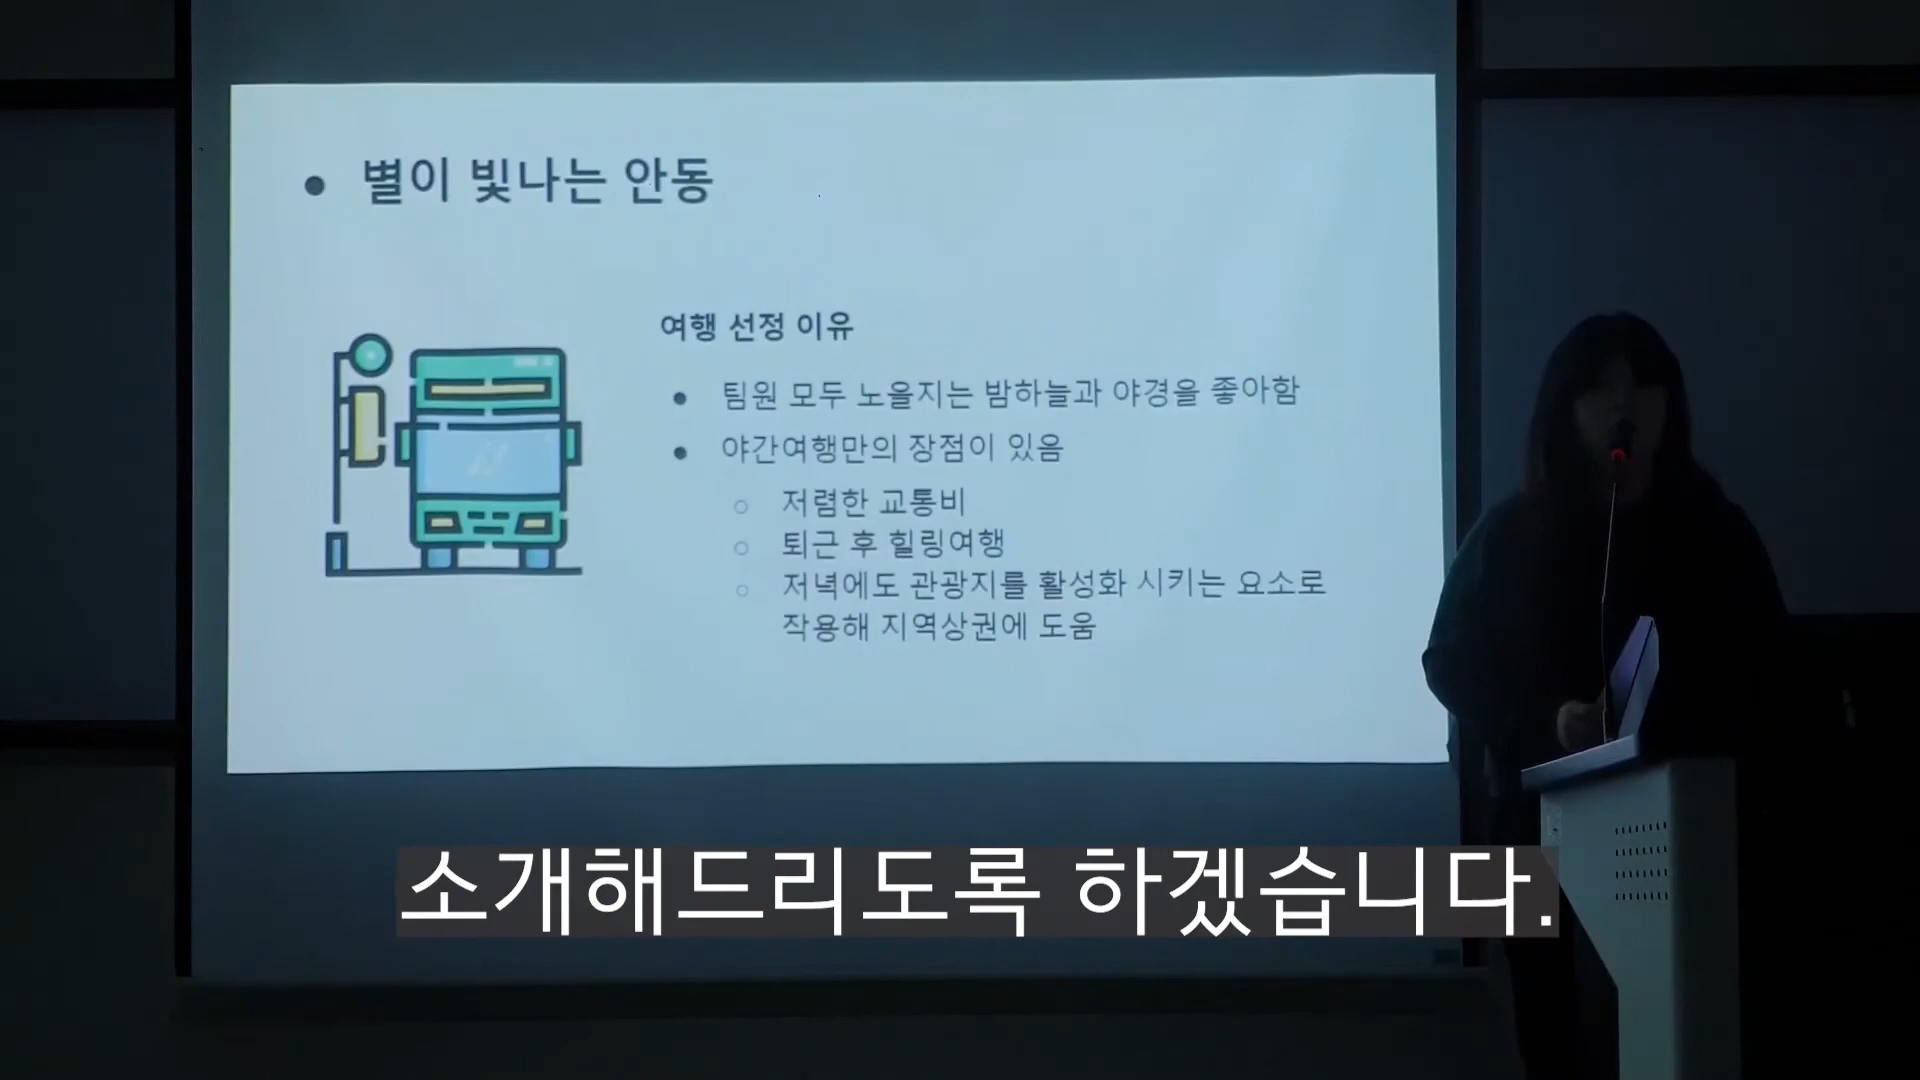 별이 빛나는 안동
여행 선정 이유
팀원 모두 노을지는 밤하늘과 야경을 좋아함
야간여행만의 장점이 있음
저렴한 교통비
퇴근 후 힐링여행
저녁에도 관광지를 활성화 시키는 요소로
작용해 지역상권에 도움
소개해드리도록 하겠습니다.